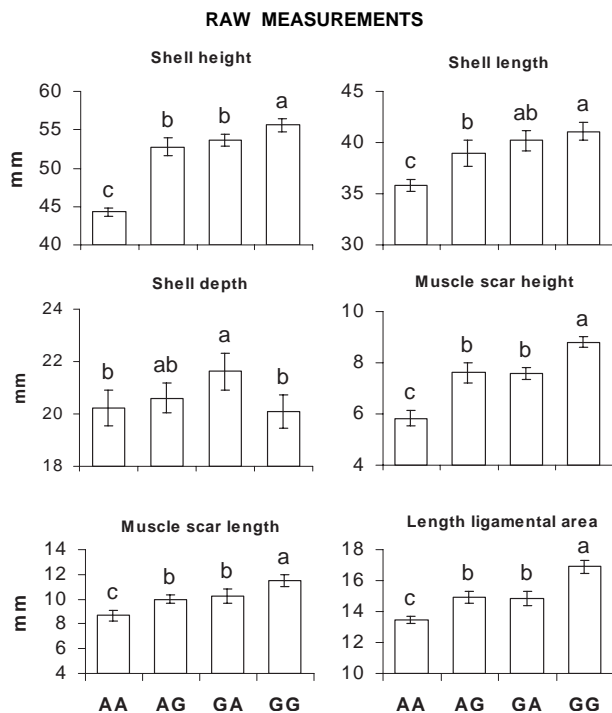 RAW MEASUREMENTS
Shell height
mm
60
55
50
45
40
c
b
b
a
Shell length
45
40
35
30
c
b
ab
a
Shell depth
mm
24
22
20
18
b
ab
a
b
Muscle scar height
10
8
6
4
c
b
b
a
Muscle scar length
mm
14
12
10
8
6
4
c
b
b
a
AA AG GA GG
Length ligamental area
18
16
14
12
10
c
b
b
a
AA AG GA GG